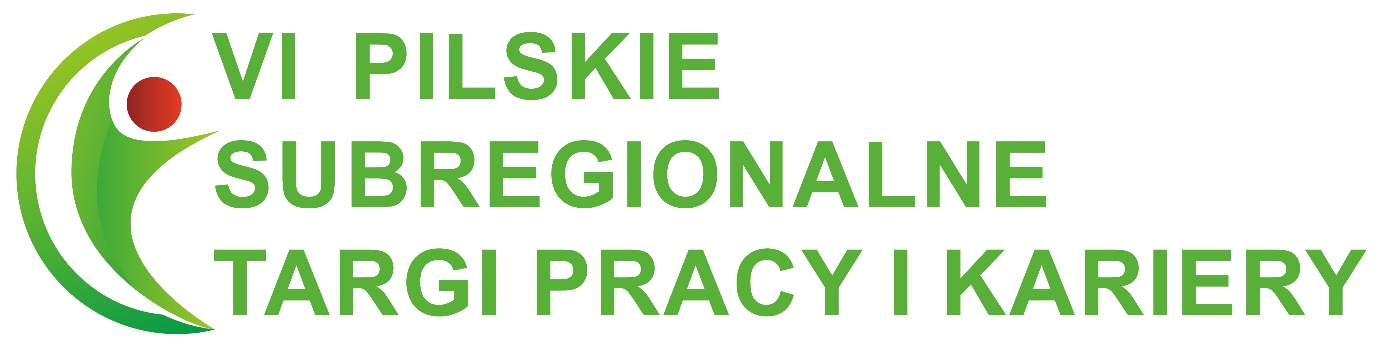 VI PILSKIE
SUBREGIONALNE
TARGI PRACY I KARIERY